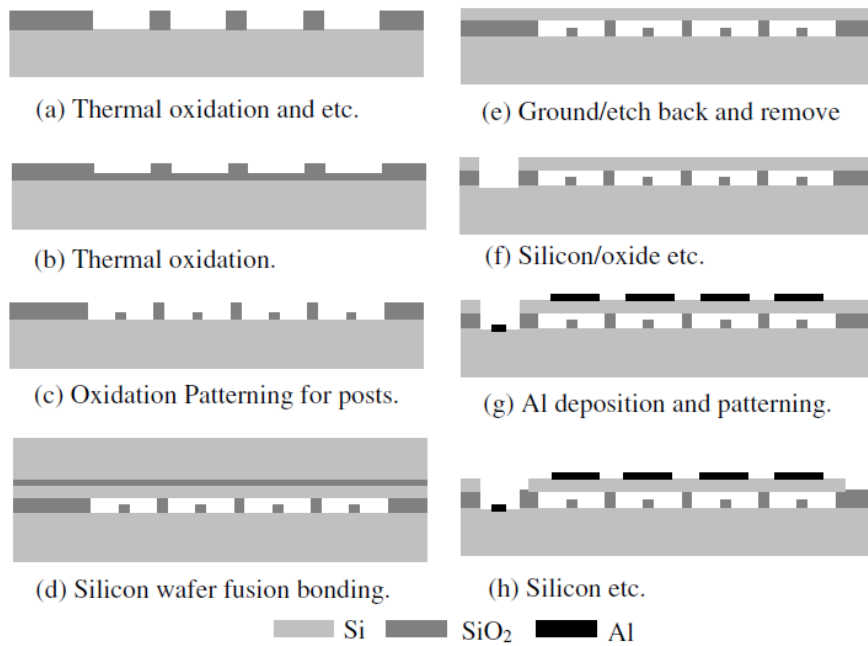 (a) Thermal oxidation and etc.
(b) Thermal oxidation.
(c) Oxidation Patterning for posts.
(d) Silicon wafer fusion bonding.
(e) Ground/etch back and remove
(f) Silicon/oxide etc.
(g) Al deposition and patterning.
(h) Silicon etc.
Si SiO₂ Al